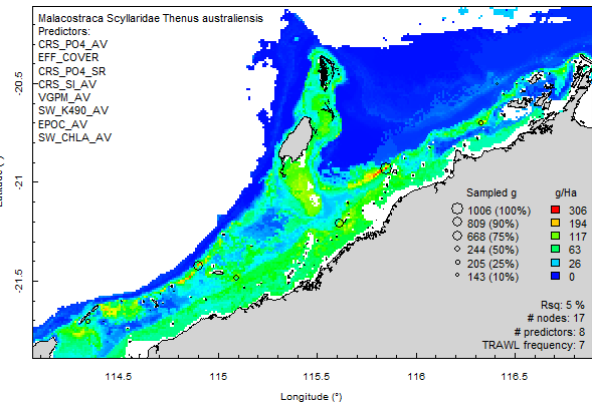 Malacostraca Scyllaridae Thenus australiensis
Predictors:
CRS_PO4_AV
EFF_COVER
CRS_PO4_SR
CRS_SI_AV
VGPM_AV
SW_K490_AV
EPOC_AV
SW_CHLA_AV
-20.5
-21
-21.5
Latitude (°)
Sampled g g/Ha
1006 (100%) 306
809 (90%) 194
668 (75%) 117
244 (50%) 63
205 (25%) 26
143 (10%) 0
Rsq: 5 %
# nodes: 17
# predictors: 8
TRAWL frequency: 7
114.5 115 115.5 116 116.5
Longitude (°)